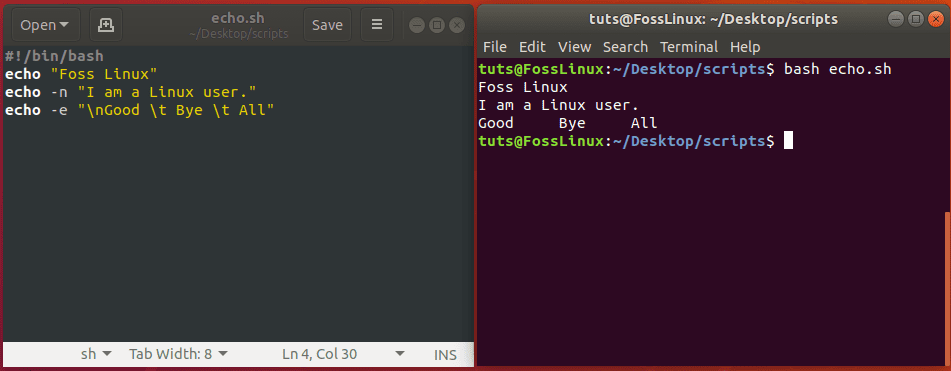 Open
echo.sh
~/Desktop/scripts
Save
#!/bin/bash
echo "Foss Linux"
echo -n "I am a Linux user."
echo -e "\nGood \t Bye \t All"
sh Tab Width: 8 Ln 4, Col 30 INS
tuts@FossLinux: ~/Desktop/scripts
File Edit View Search Terminal Help
tuts@FossLinux:~/Desktop/scripts$ bash echo.sh
Foss Linux
I am a Linux user.
Good Bye All
tuts@FossLinux:~/Desktop/scripts$